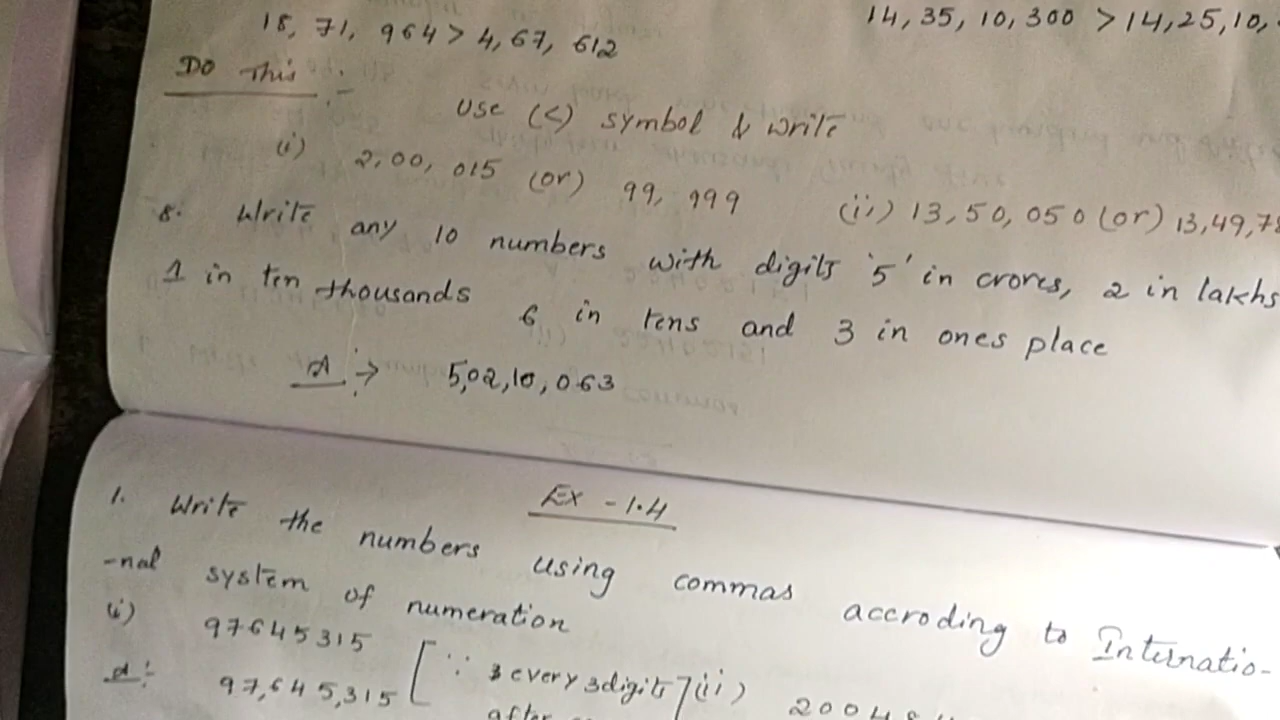 18, 71, 964 > 4, 67, 612
14, 35, 10, 300 > 14,25,10,
Do This :-
Use (<) symbol & write
(i) 2,00, 015 (or) 99, 999 (ii) 13,50, 050 (or) 13,49,78
8. Write any 10 numbers with digits '5' in crores, 2 in lakhs
1 in ten thousands 6 in tens and 3 in ones place
A :→ 5,02,10,063
Ex - 1.4
1. Write the numbers using commas accroding to Internatio-
-nal system of numeration
(i) 97645315
A:- 97,645,315 [∵ 3 every 3digits] (ii) 20048
after